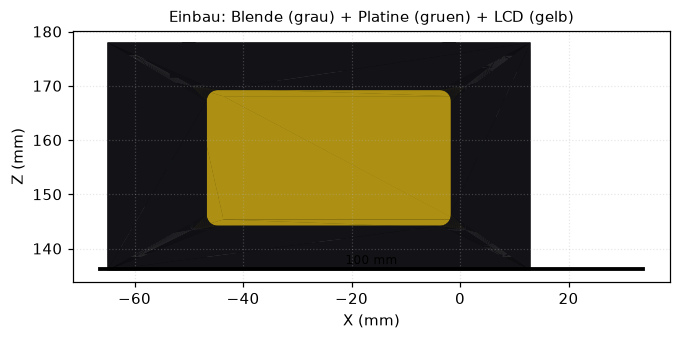 Einbau: Blende (grau) + Platine (gruen) + LCD (gelb)
180
170
160
150
140
Z (mm)
100 mm
−60
−40
−20
0
20
X (mm)